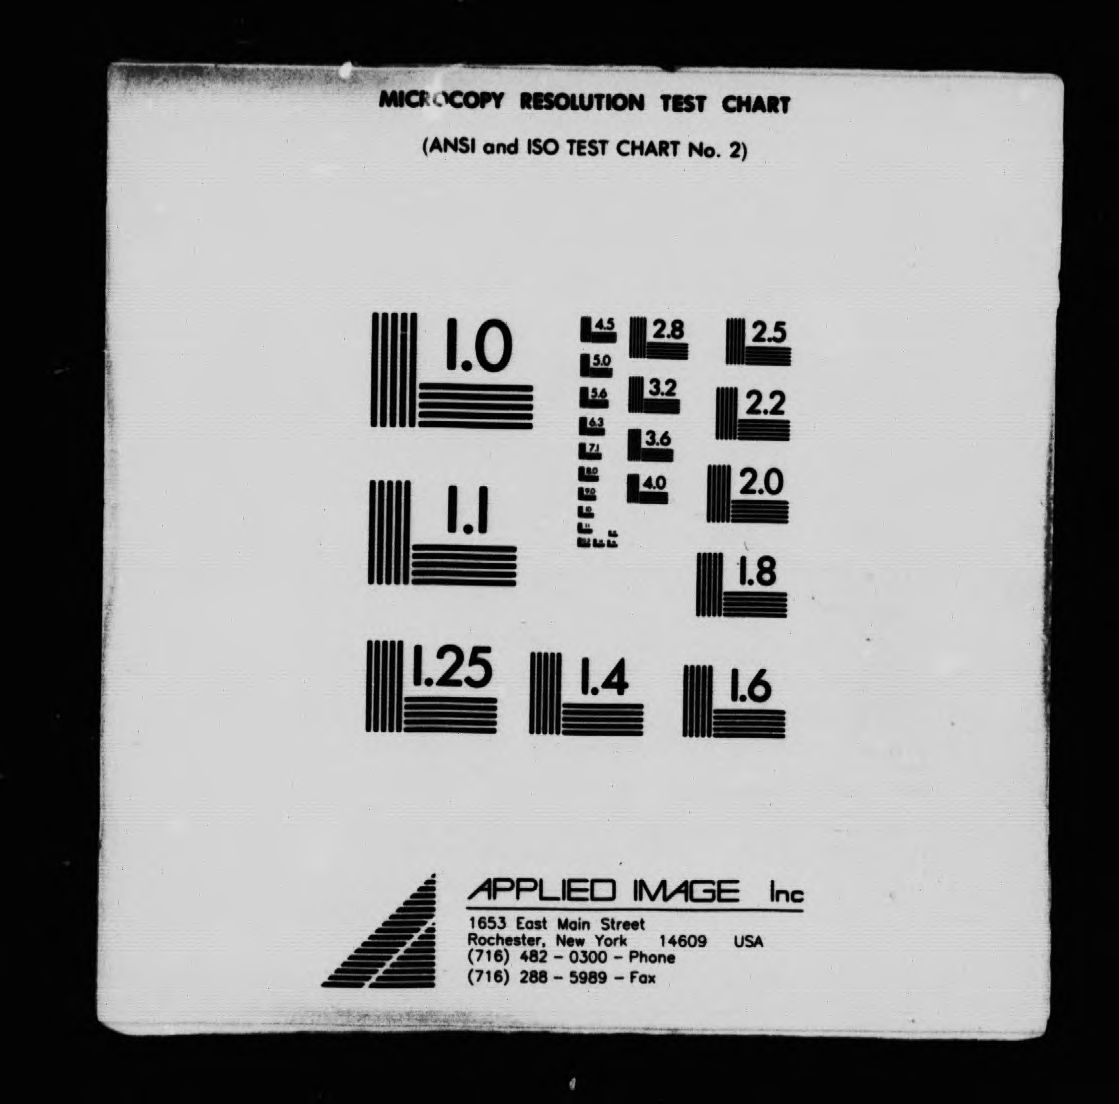 MICROCOPY RESOLUTION TEST CHART
(ANSI and ISO TEST CHART No. 2)
1.0
1.1
1.25
1.4
1.6
1.8
2.0
2.2
2.5
2.8
3.2
3.6
4.0
4.5
5.0
5.6
6.3
7.1
8.0
9.0
APPLIED IMAGE Inc
1653 East Main Street
Rochester, New York 14609 USA
(716) 482 - 0300 - Phone
(716) 288 - 5989 - Fax